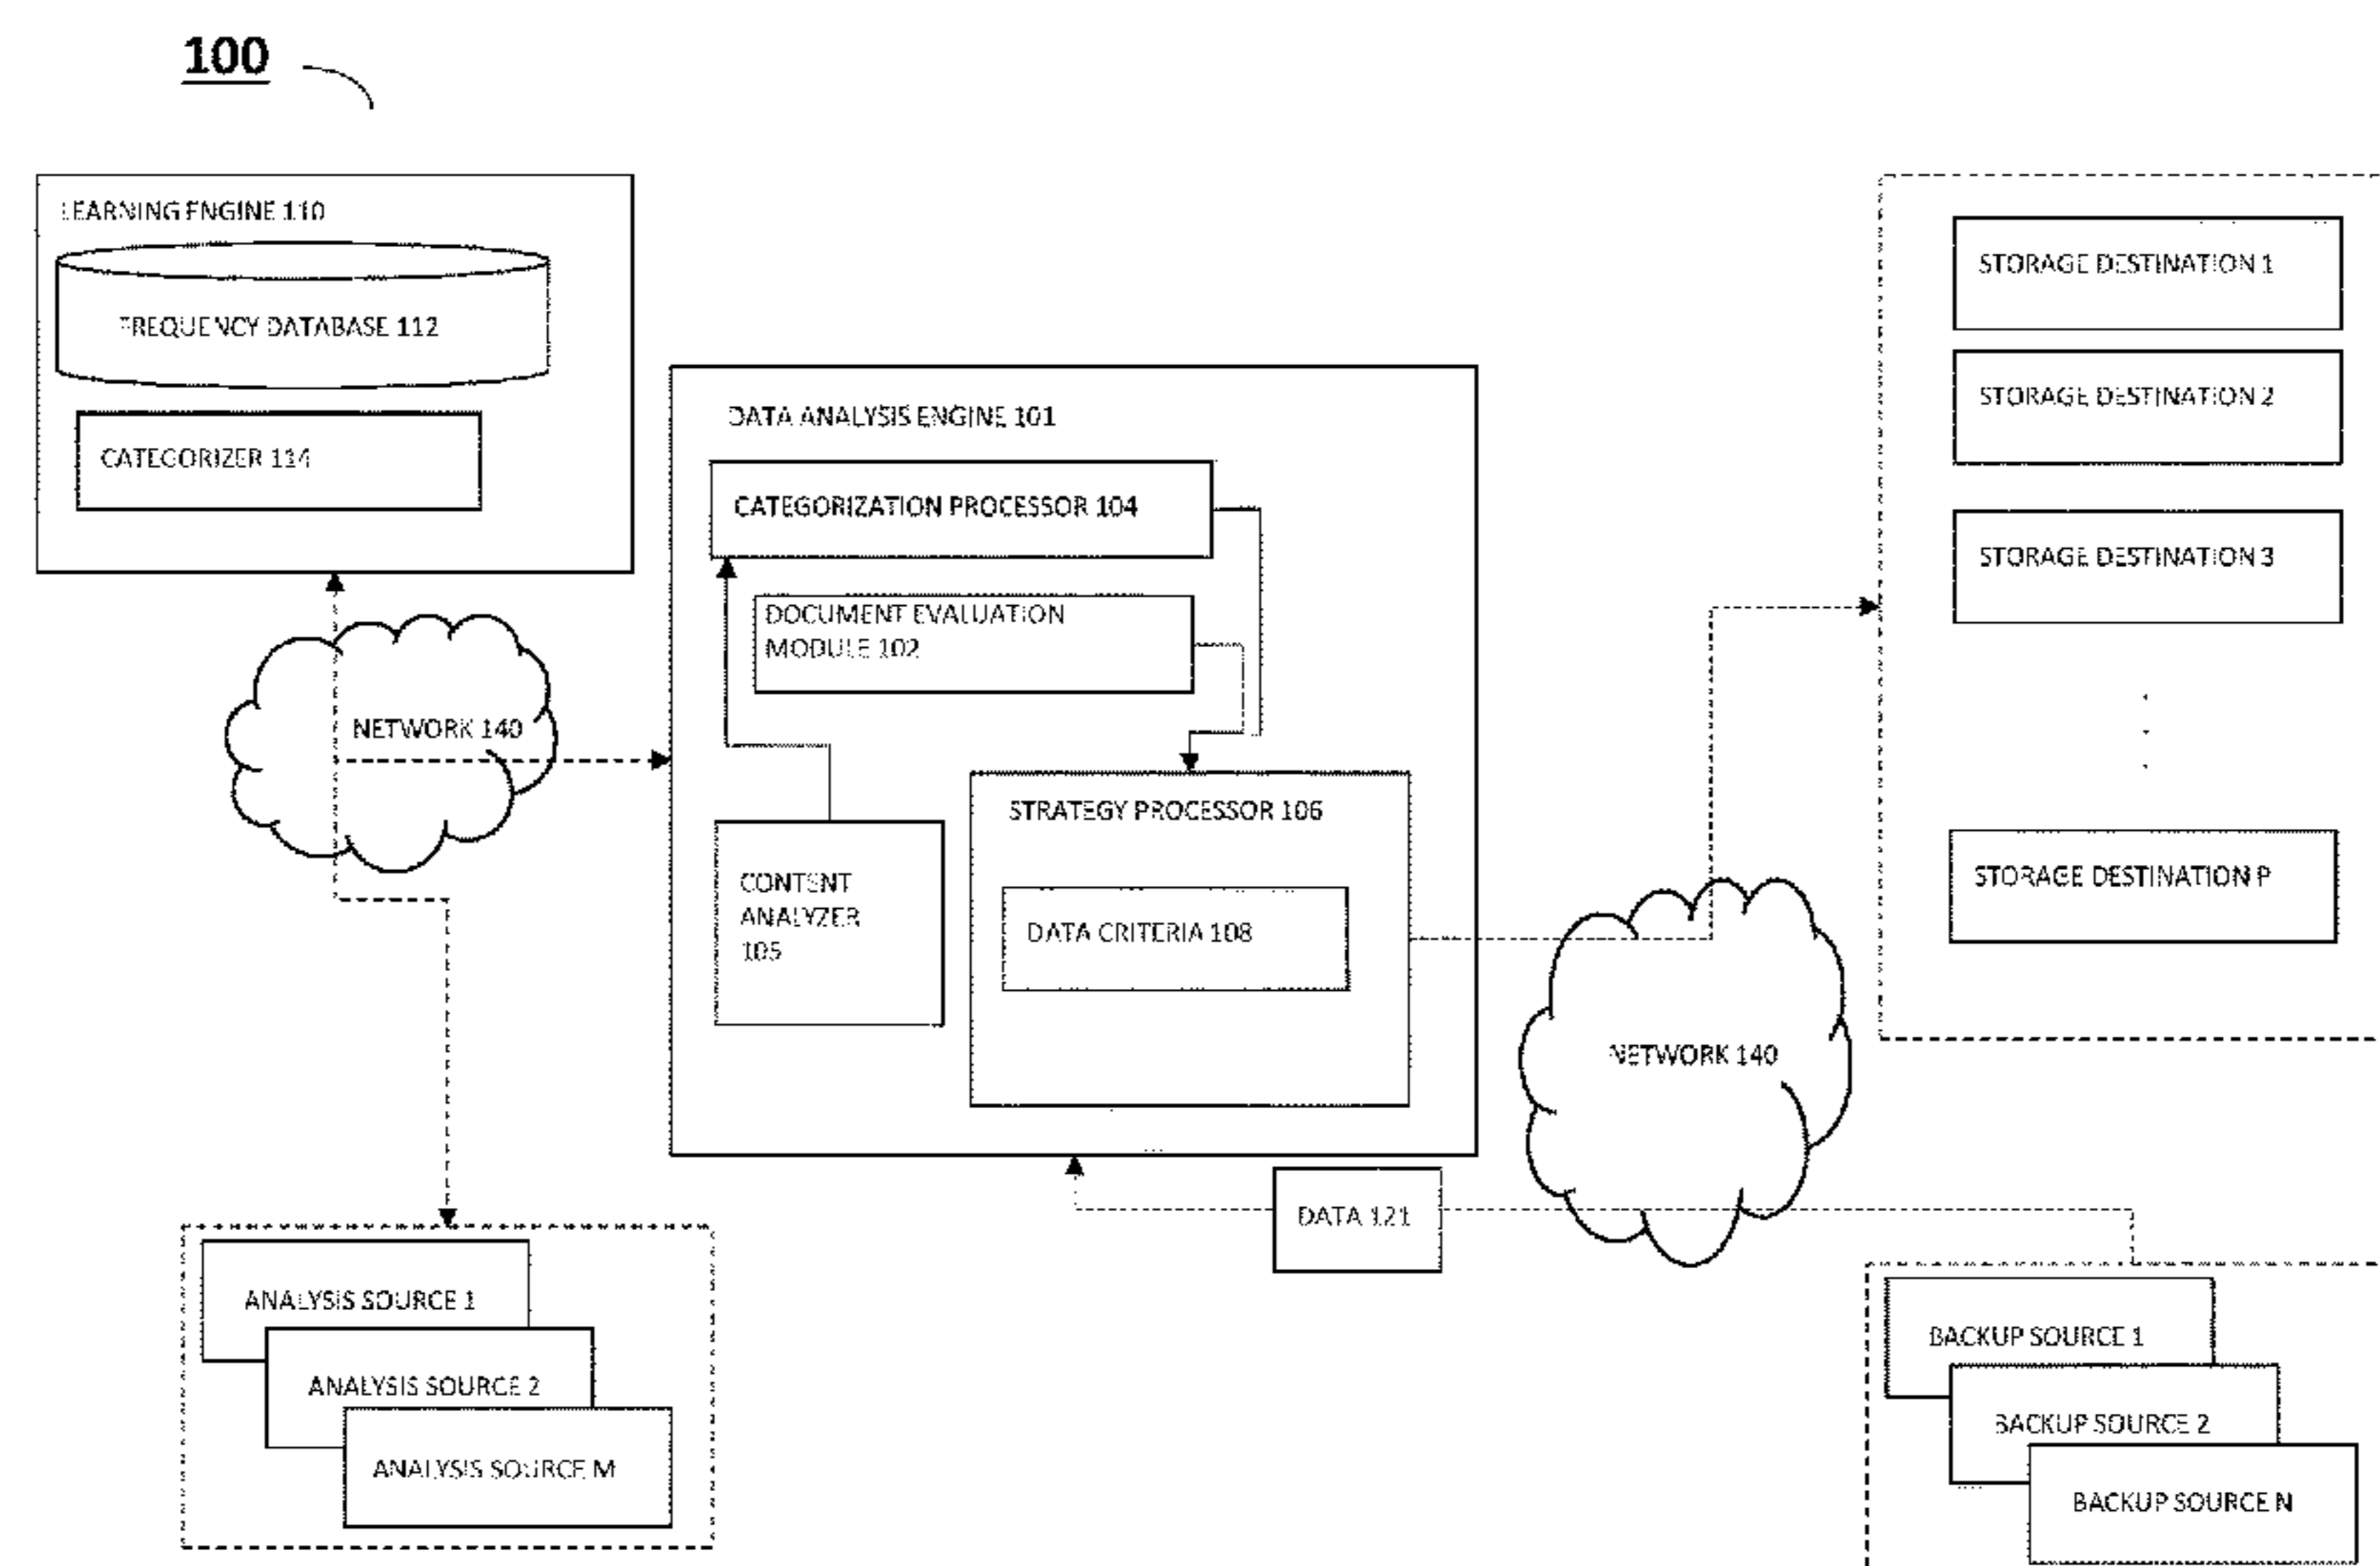 100
LEARNING ENGINE 110
FREQUENCY DATABASE 112
CATEGORIZER 114
NETWORK 140
DATA ANALYSIS ENGINE 101
CATEGORIZATION PROCESSOR 104
DOCUMENT EVALUATION
MODULE 102
STRATEGY PROCESSOR 106
DATA CRITERIA 108
CONTENT
ANALYZER
105
STORAGE DESTINATION 1
STORAGE DESTINATION 2
STORAGE DESTINATION 3
STORAGE DESTINATION P
NETWORK 140
DATA 121
ANALYSIS SOURCE 1
ANALYSIS SOURCE 2
ANALYSIS SOURCE M
BACKUP SOURCE 1
BACKUP SOURCE 2
BACKUP SOURCE N